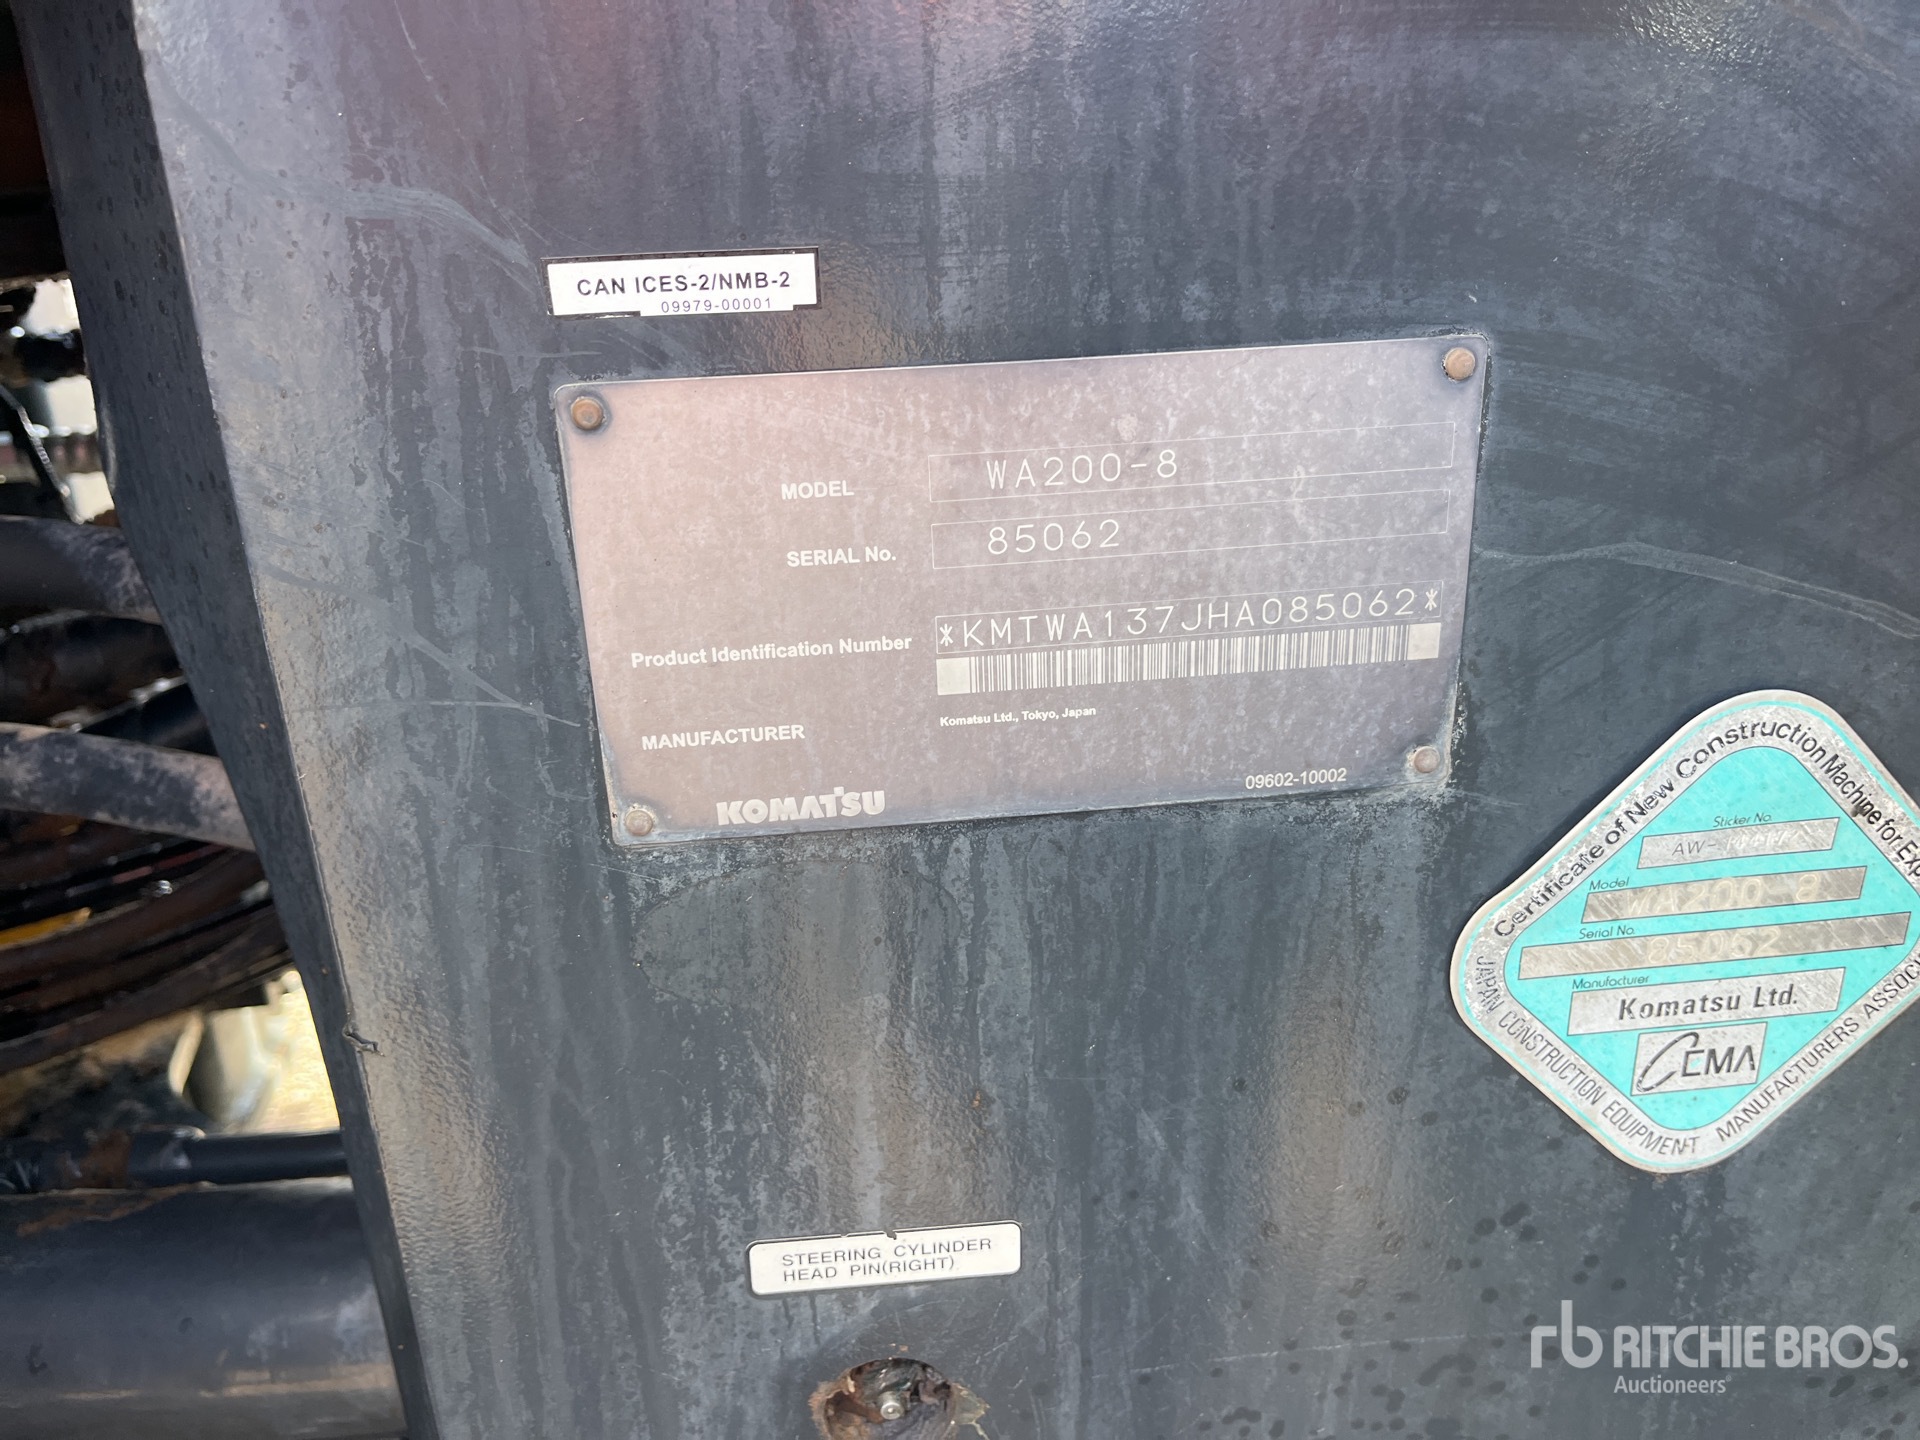 CAN ICES-2/NMB-2
09979-00001
MODEL WA200-8
SERIAL No. 85062
Product Identification Number *KMTWA137JHA085062*
MANUFACTURER Komatsu Ltd., Tokyo, Japan
KOMATSU 09602-10002
Certificate of New Construction Machine for
Sticker No.
AW-
Model
WA200-8
Serial No.
85062
Manufacturer
Komatsu Ltd.
CEMA
JAPAN CONSTRUCTION EQUIPMENT MANUFACTURERS
STEERING CYLINDER
HEAD PIN(RIGHT)
rb RITCHIE BROS.
Auctioneers